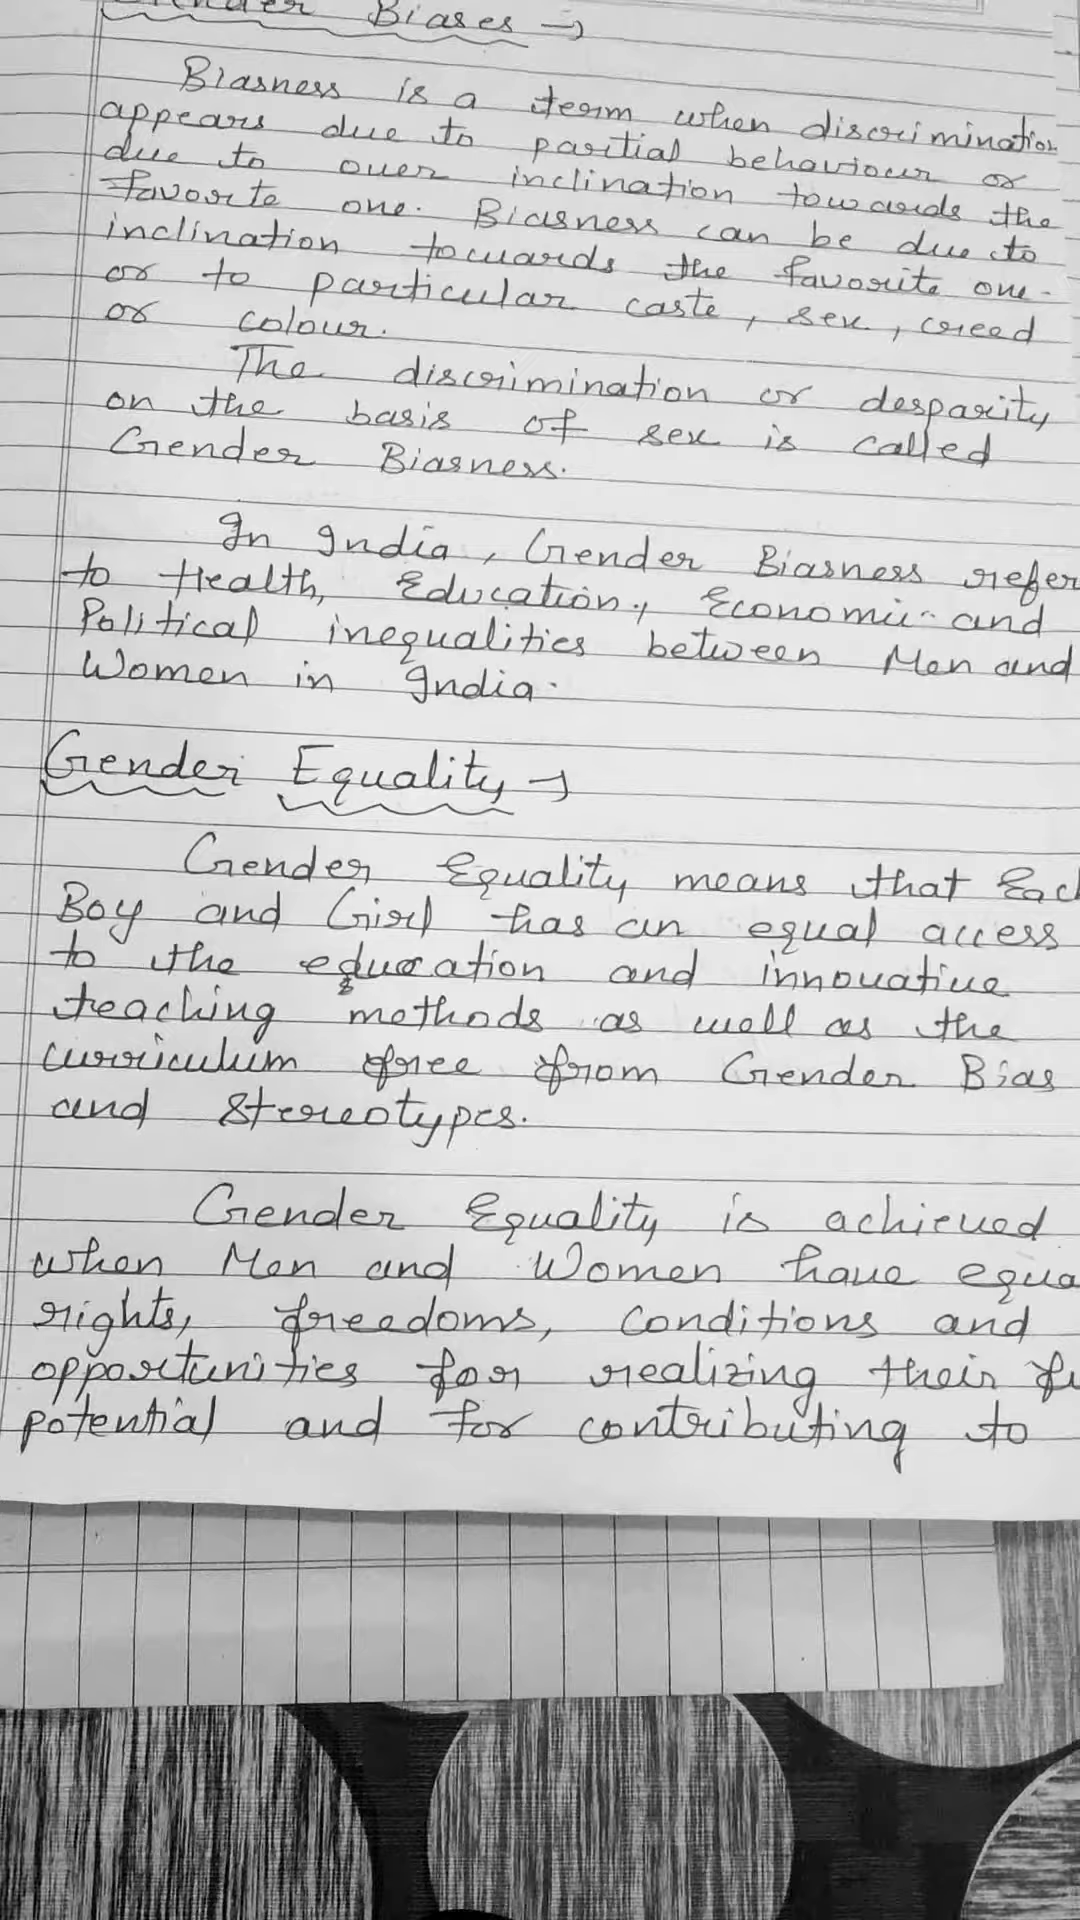 Gender Biases →
Biasness is a term when discrimination
appears due to partial behaviour or
due to over inclination towards the
favorite one. Biasness can be due to
inclination towards the favorite one.
or to particular caste, sex, creed
or colour.
The discrimination or desparity
on the basis of sex is called
Gender Biasness.
In India, Gender Biasness refer
to Health, Education, Economic and
Political inequalities between Men and
Women in India.
Gender Equality →
Gender Equality means that Each
Boy and Girl has an equal access
to the education and innovative
teaching methods as well as the
curriculum free from Gender Bias
and Stereotypes.
Gender Equality is achieved
when Men and Women have equa
rights, freedoms, conditions and
opportunities for realizing their fu
potential and for contributing to